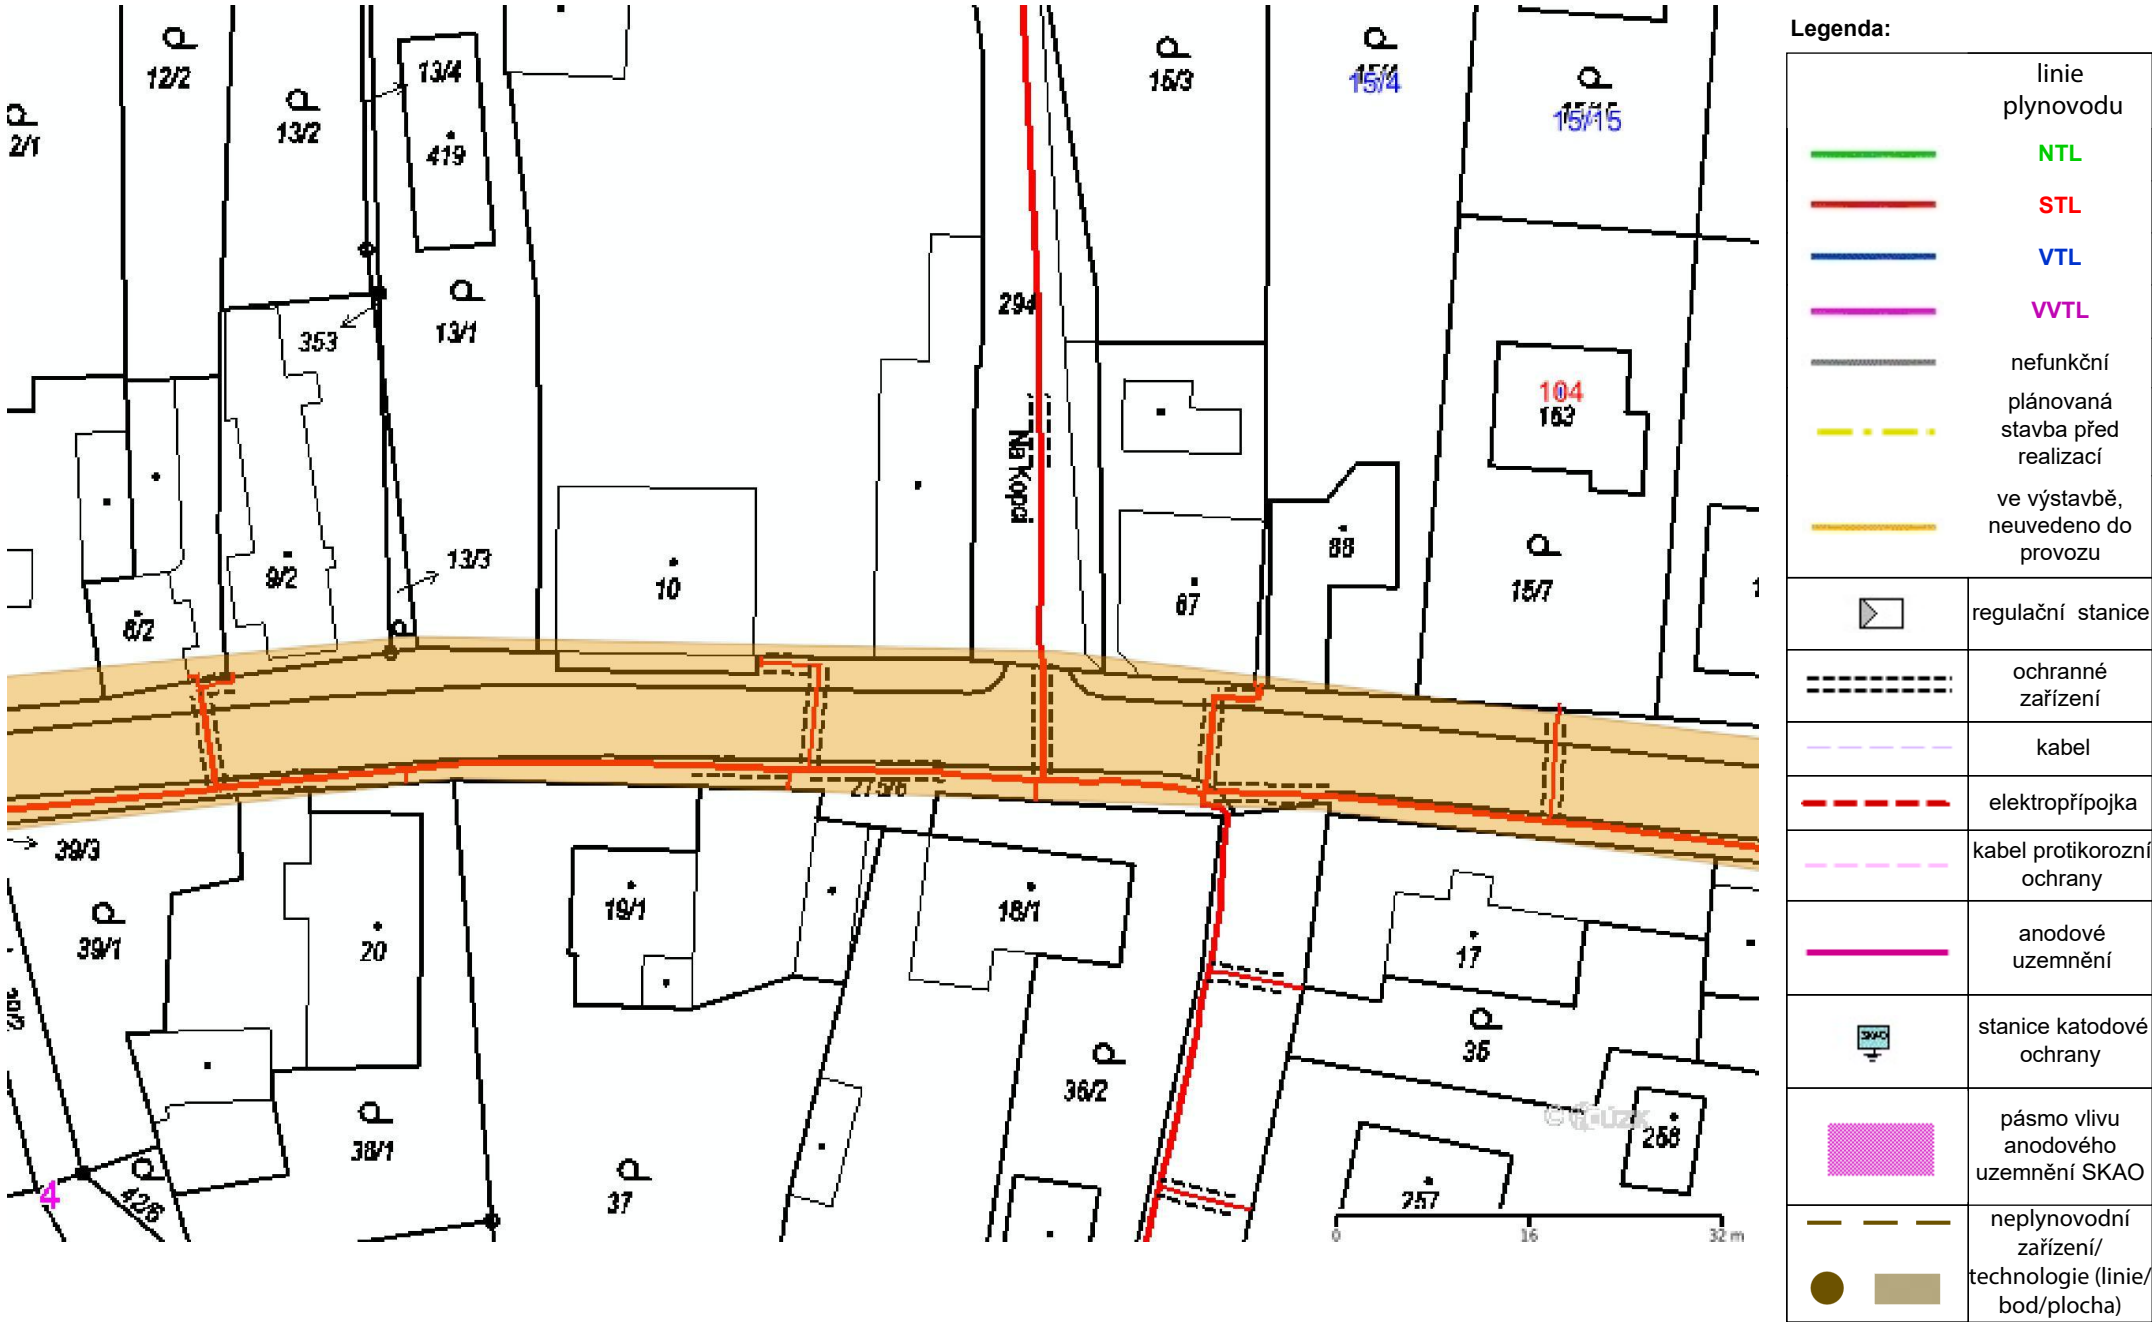 12/2
2/1
13/2
13/4
419
353
13/1
13/3
9/2
10
294
Na Kopci
15/3
15/4
15/15
104
163
88
15/7
87
39/3
39/1
20
38/1
42/6
4
19/1
37
18/1
36/2
17
35
257
258
0 16 32 m
Legenda:
linie
plynovodu
NTL
STL
VTL
VVTL
nefunkční
plánovaná
stavba před
realizací
ve výstavbě,
neuvedeno do
provozu
regulační stanice
ochranné
zařízení
kabel
elektropřípojka
kabel protikorozní
ochrany
anodové
uzemnění
stanice katodové
ochrany
pásmo vlivu
anodového
uzemnění SKAO
neplynovodní
zařízení/
technologie (linie/
bod/plocha)